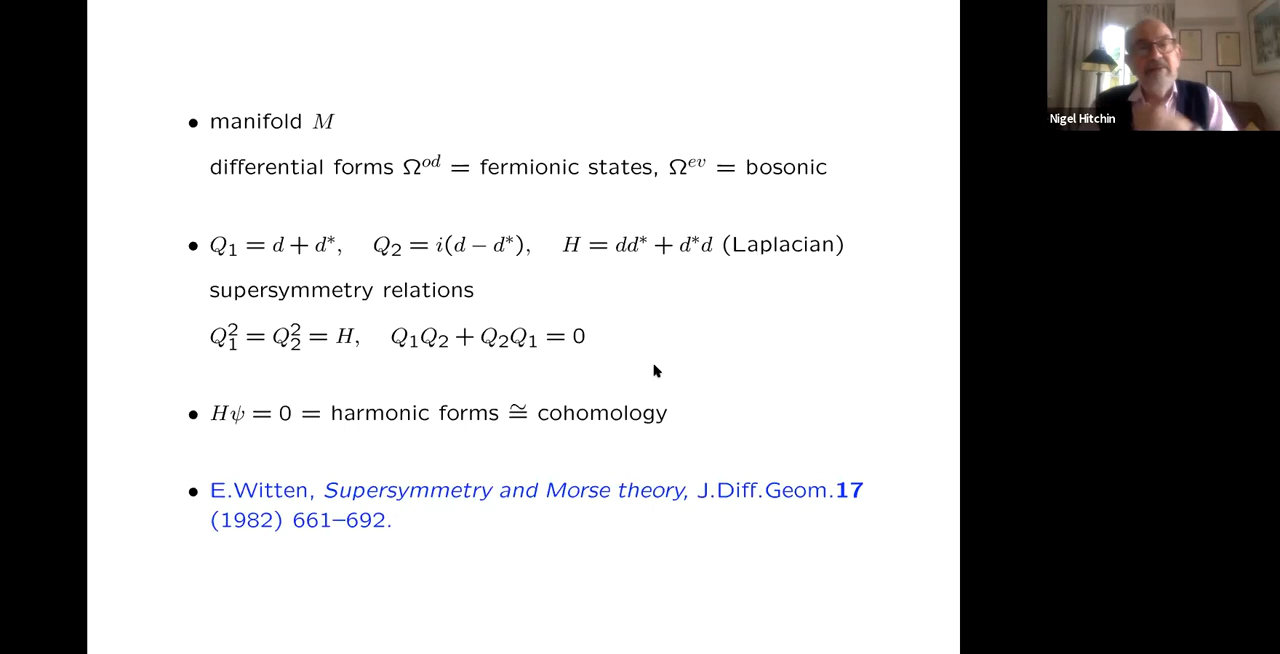 • manifold M
differential forms Ω^{od} = fermionic states, Ω^{ev} = bosonic
• Q₁ = d + d*, Q₂ = i(d − d*), H = dd* + d*d (Laplacian)
supersymmetry relations
Q₁² = Q₂² = H, Q₁Q₂ + Q₂Q₁ = 0
• Hψ = 0 = harmonic forms ≅ cohomology
• E.Witten, Supersymmetry and Morse theory, J.Diff.Geom.17
(1982) 661–692.
Nigel Hitchin